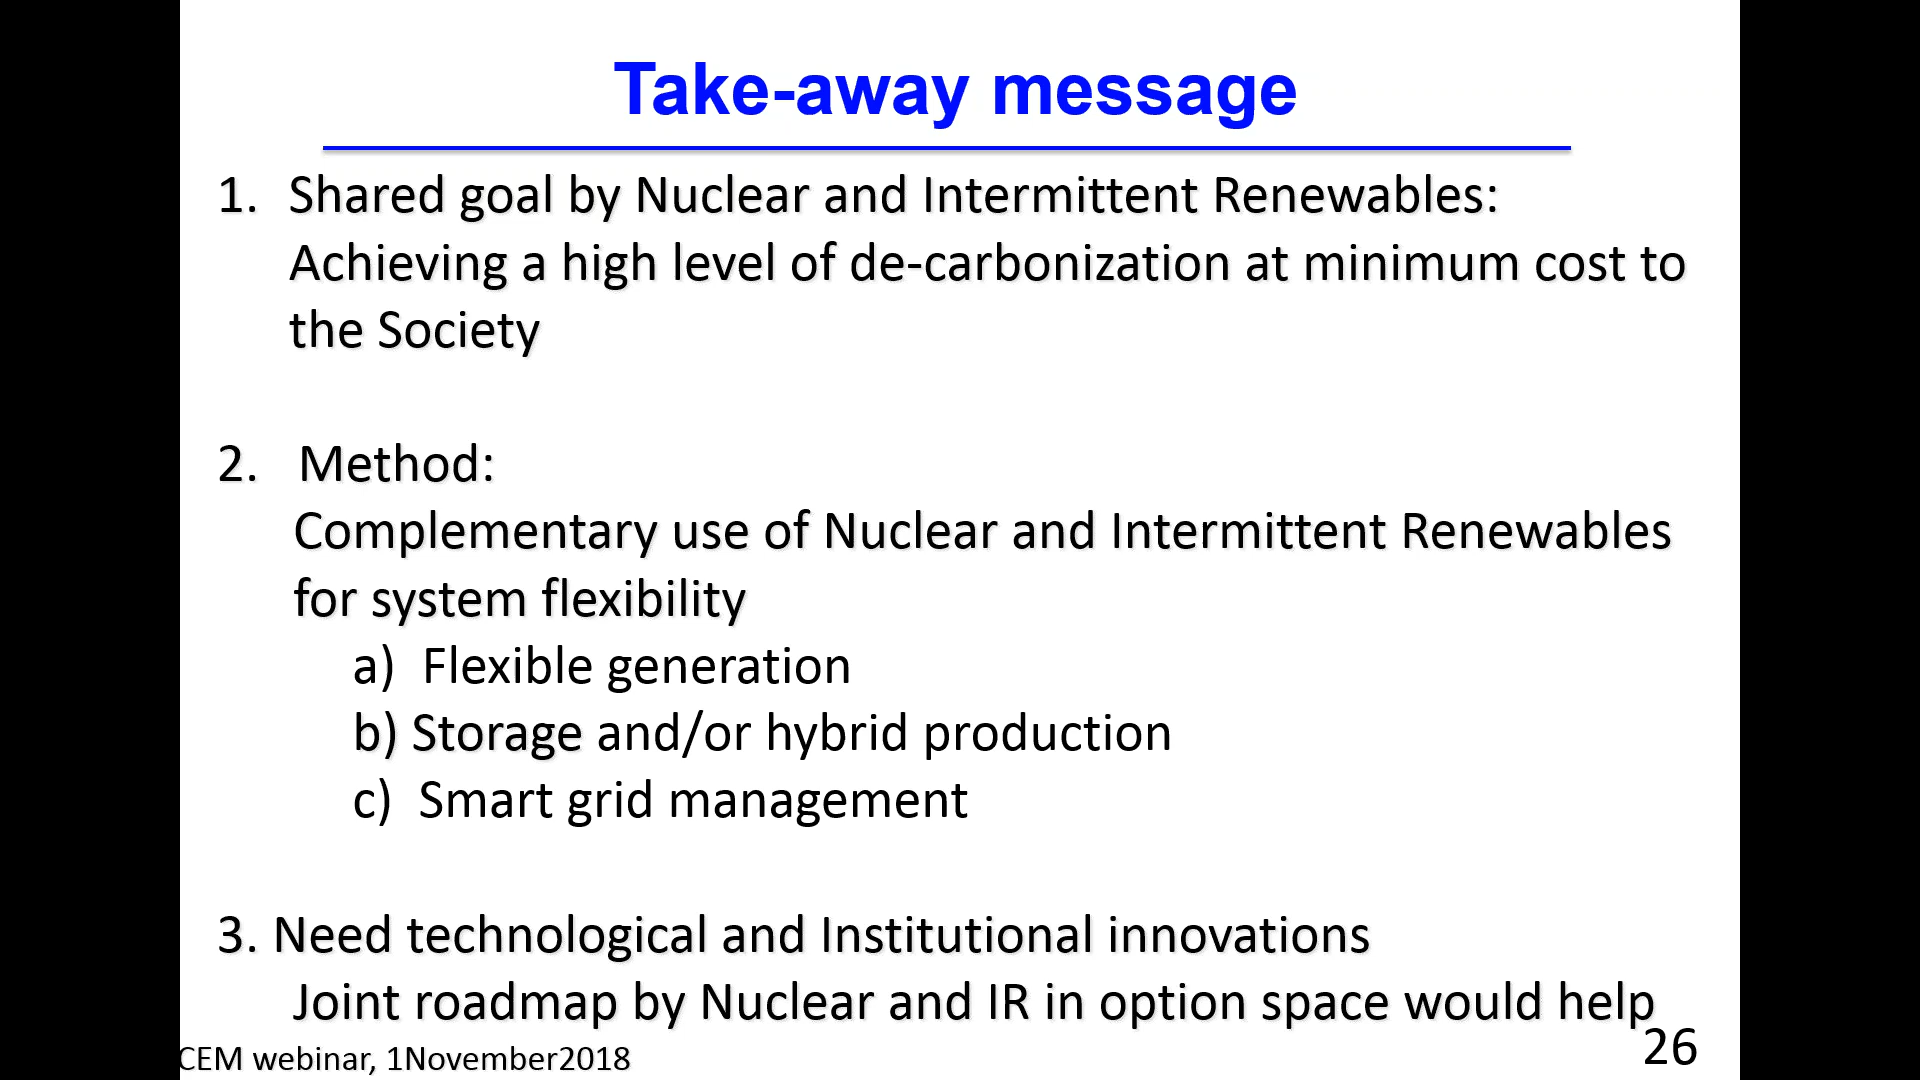 Take-away message
1. Shared goal by Nuclear and Intermittent Renewables:
Achieving a high level of de-carbonization at minimum cost to
the Society
2. Method:
Complementary use of Nuclear and Intermittent Renewables
for system flexibility
a) Flexible generation
b) Storage and/or hybrid production
c) Smart grid management
3. Need technological and Institutional innovations
Joint roadmap by Nuclear and IR in option space would help
CEM webinar, 1November2018
26